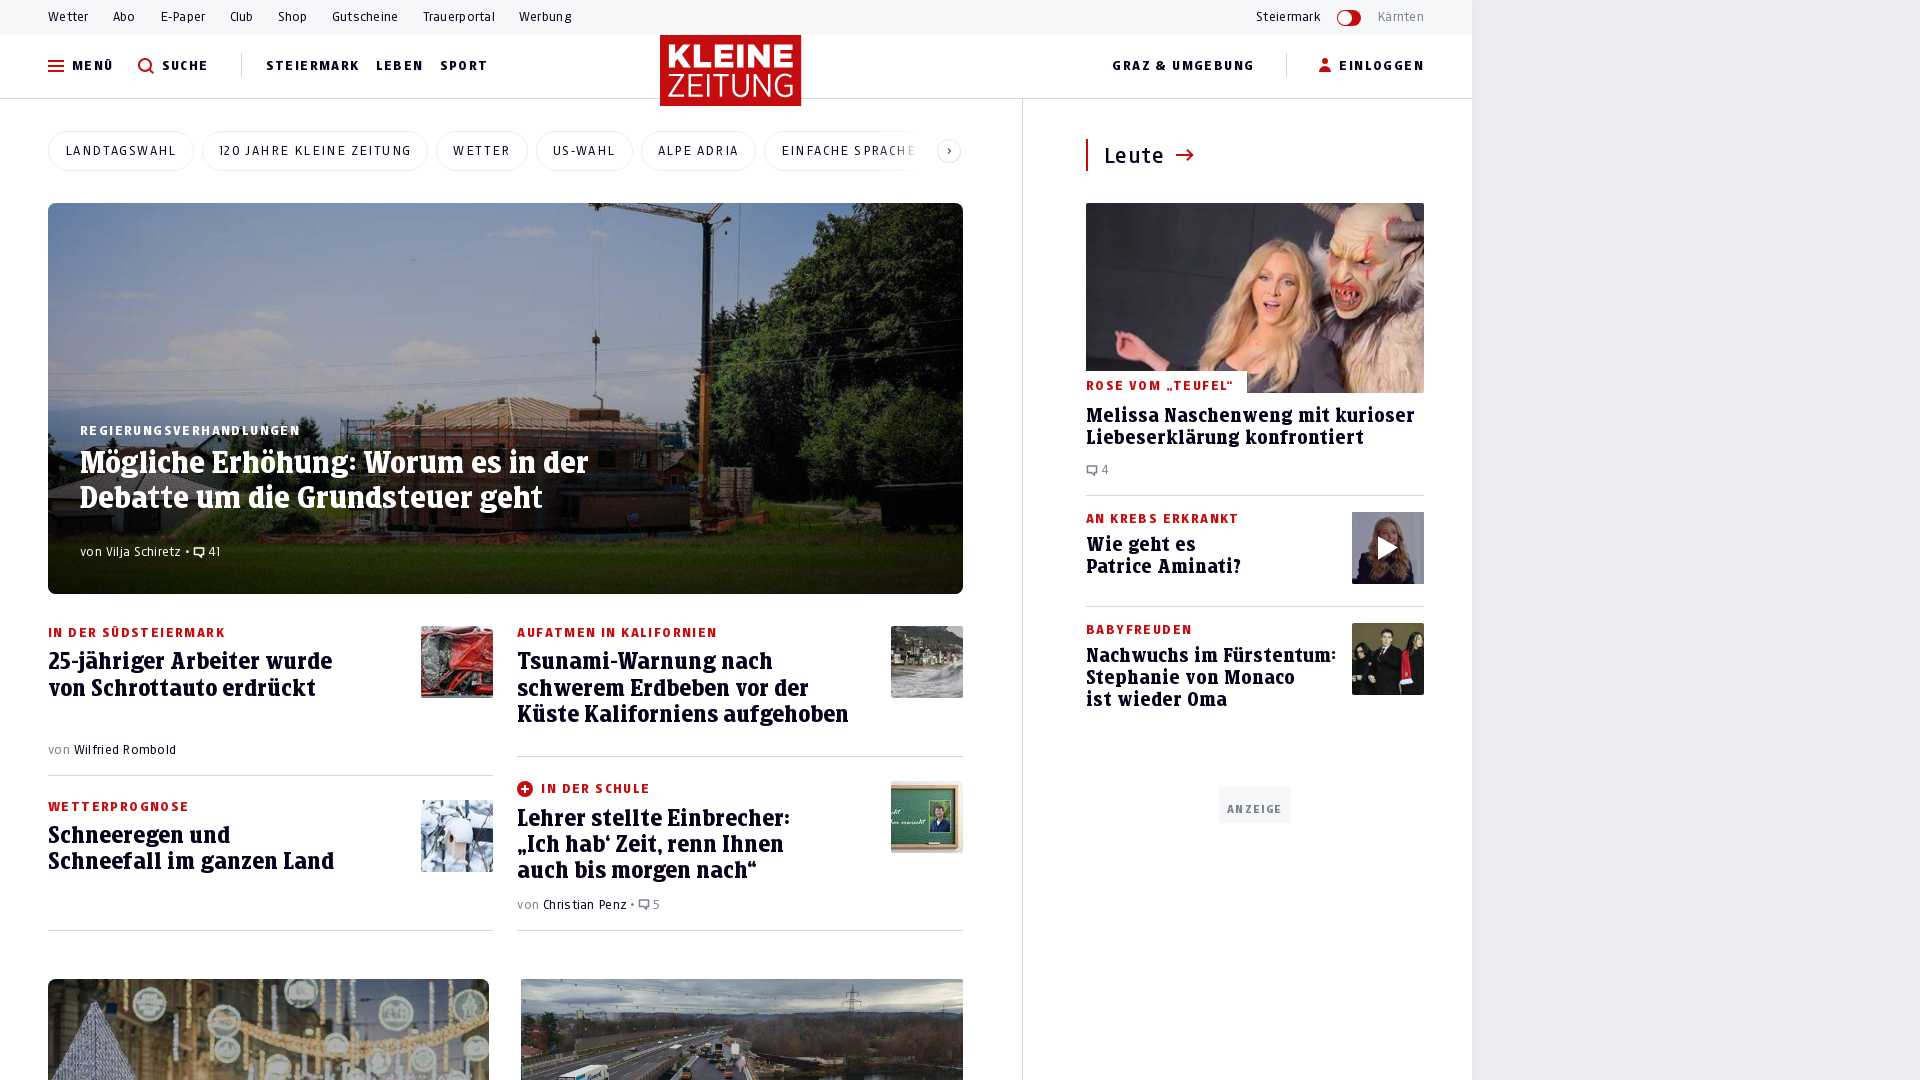 Wetter Abo E-Paper Club Shop Gutscheine Trauerportal Werbung Steiermark Kärnten
MENÜ SUCHE STEIERMARK LEBEN SPORT
KLEINE
ZEITUNG
GRAZ & UMGEBUNG EINLOGGEN
LANDTAGSWAHL 120 JAHRE KLEINE ZEITUNG WETTER US-WAHL ALPE ADRIA EINFACHE SPRACHE
REGIERUNGSVERHANDLUNGEN
Mögliche Erhöhung: Worum es in der
Debatte um die Grundsteuer geht
von Vilja Schiretz • 41
IN DER SÜDSTEIERMARK
25-jähriger Arbeiter wurde
von Schrottauto erdrückt
von Wilfried Rombold
AUFATMEN IN KALIFORNIEN
Tsunami-Warnung nach
schwerem Erdbeben vor der
Küste Kaliforniens aufgehoben
WETTERPROGNOSE
Schneeregen und
Schneefall im ganzen Land
IN DER SCHULE
Lehrer stellte Einbrecher:
„Ich hab‘ Zeit, renn Ihnen
auch bis morgen nach“
von Christian Penz • 5
Leute
ROSE VOM „TEUFEL“
Melissa Naschenweng mit kurioser
Liebeserklärung konfrontiert
4
AN KREBS ERKRANKT
Wie geht es
Patrice Aminati?
BABYFREUDEN
Nachwuchs im Fürstentum:
Stephanie von Monaco
ist wieder Oma
ANZEIGE